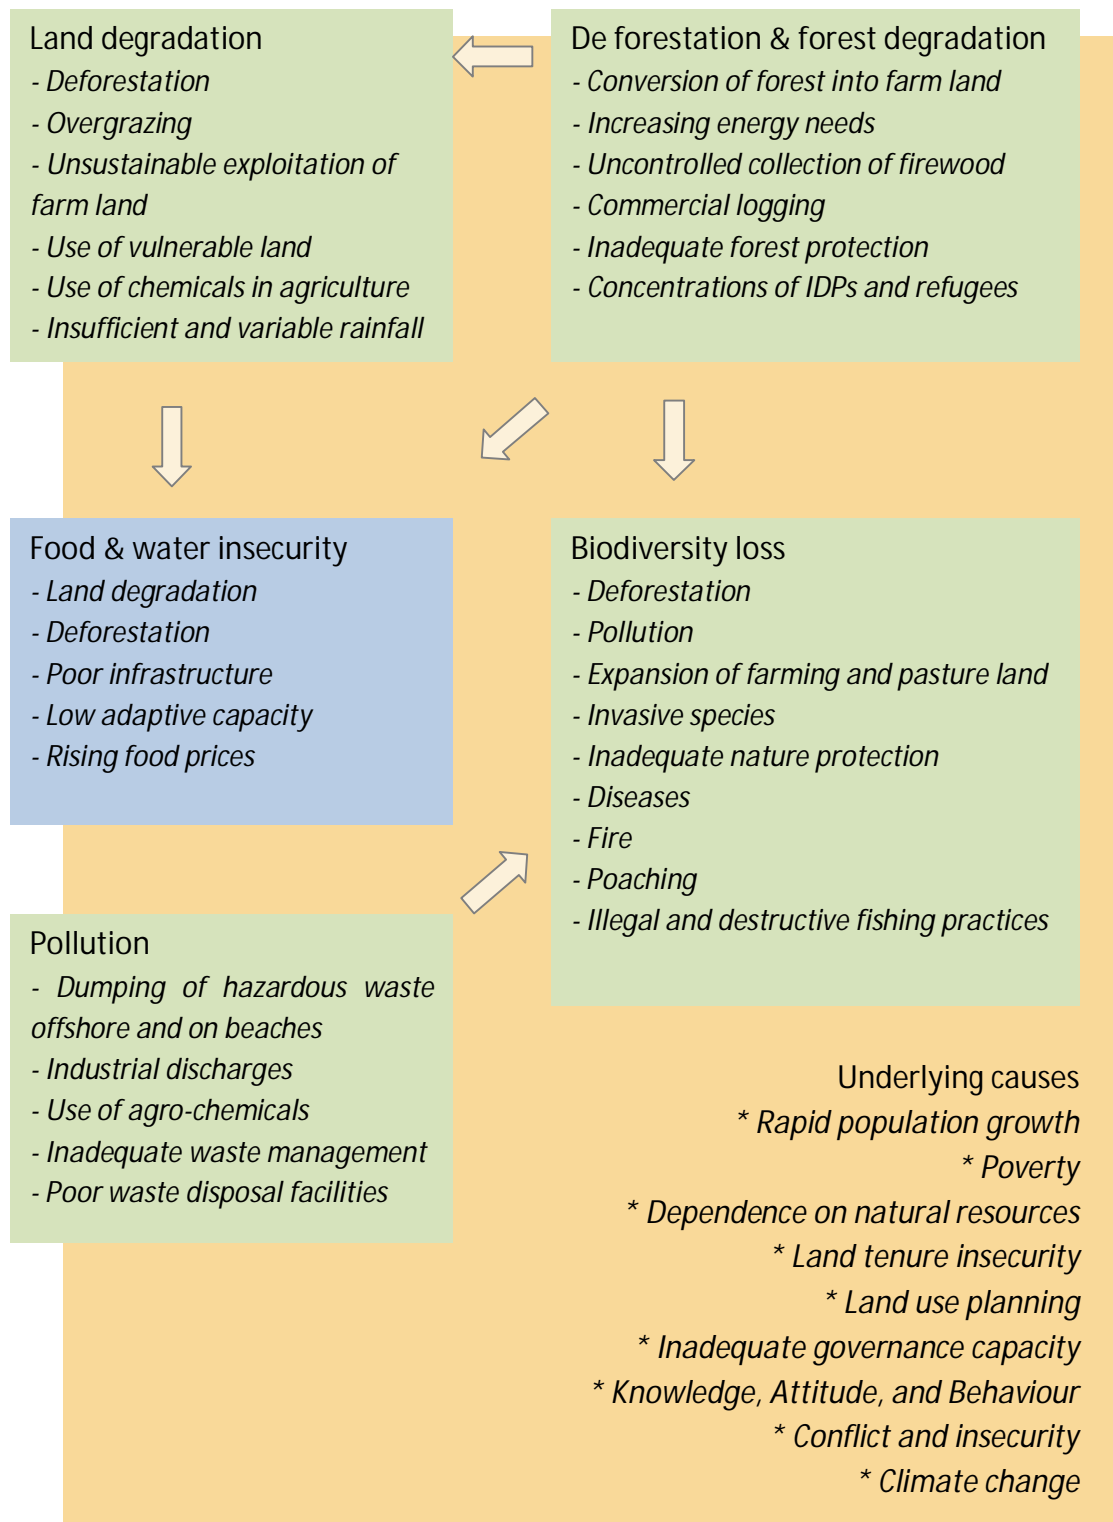 Land degradation
- Deforestation
- Overgrazing
- Unsustainable exploitation of
farm land
- Use of vulnerable land
- Use of chemicals in agriculture
- Insufficient and variable rainfall
De forestation & forest degradation
- Conversion of forest into farm land
- Increasing energy needs
- Uncontrolled collection of firewood
- Commercial logging
- Inadequate forest protection
- Concentrations of IDPs and refugees
Food & water insecurity
- Land degradation
- Deforestation
- Poor infrastructure
- Low adaptive capacity
- Rising food prices
Biodiversity loss
- Deforestation
- Pollution
- Expansion of farming and pasture land
- Invasive species
- Inadequate nature protection
- Diseases
- Fire
- Poaching
- Illegal and destructive fishing practices
Pollution
- Dumping of hazardous waste
offshore and on beaches
- Industrial discharges
- Use of agro-chemicals
- Inadequate waste management
- Poor waste disposal facilities
Underlying causes
* Rapid population growth
* Poverty
* Dependence on natural resources
* Land tenure insecurity
* Land use planning
* Inadequate governance capacity
* Knowledge, Attitude, and Behaviour
* Conflict and insecurity
* Climate change